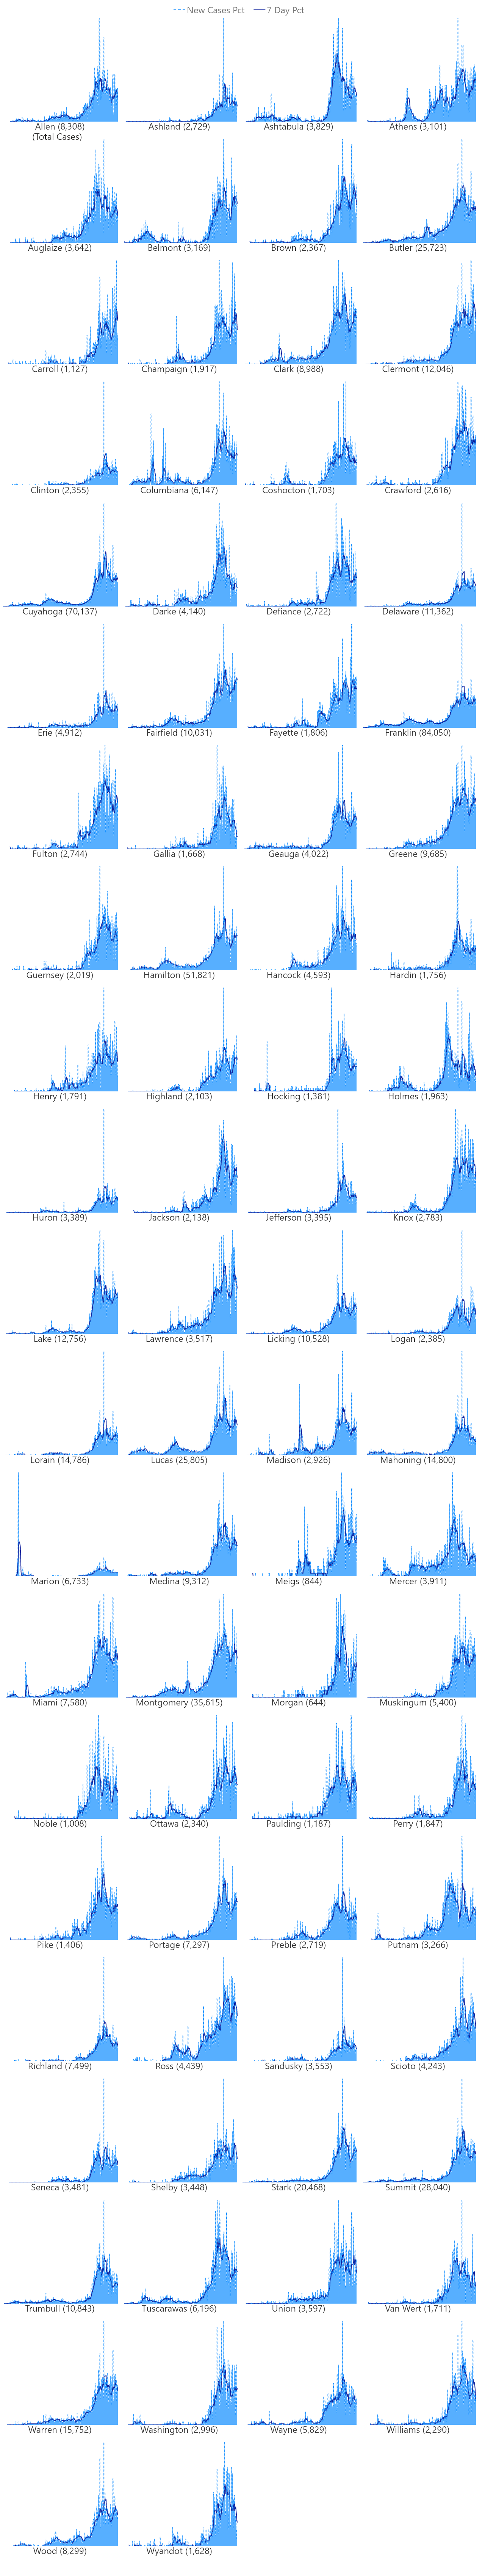 New Cases Pct 7 Day Pct
Allen (8,308) Ashland (2,729) Ashtabula (3,829) Athens (3,101)
(Total Cases)
Auglaize (3,642) Belmont (3,169) Brown (2,367) Butler (25,723)
Carroll (1,127) Champaign (1,917) Clark (8,988) Clermont (12,046)
Clinton (2,355) Columbiana (6,147) Coshocton (1,703) Crawford (2,616)
Cuyahoga (70,137) Darke (4,140) Defiance (2,722) Delaware (11,362)
Erie (4,912) Fairfield (10,031) Fayette (1,806) Franklin (84,050)
Fulton (2,744) Gallia (1,668) Geauga (4,022) Greene (9,685)
Guernsey (2,019) Hamilton (51,821) Hancock (4,593) Hardin (1,756)
Henry (1,791) Highland (2,103) Hocking (1,381) Holmes (1,963)
Huron (3,389) Jackson (2,138) Jefferson (3,395) Knox (2,783)
Lake (12,756) Lawrence (3,517) Licking (10,528) Logan (2,385)
Lorain (14,786) Lucas (25,805) Madison (2,926) Mahoning (14,800)
Marion (6,733) Medina (9,312) Meigs (844) Mercer (3,911)
Miami (7,580) Montgomery (35,615) Morgan (644) Muskingum (5,400)
Noble (1,008) Ottawa (2,340) Paulding (1,187) Perry (1,847)
Pike (1,406) Portage (7,297) Preble (2,719) Putnam (3,266)
Richland (7,499) Ross (4,439) Sandusky (3,553) Scioto (4,243)
Seneca (3,481) Shelby (3,448) Stark (20,468) Summit (28,040)
Trumbull (10,843) Tuscarawas (6,196) Union (3,597) Van Wert (1,711)
Warren (15,752) Washington (2,996) Wayne (5,829) Williams (2,290)
Wood (8,299) Wyandot (1,628)